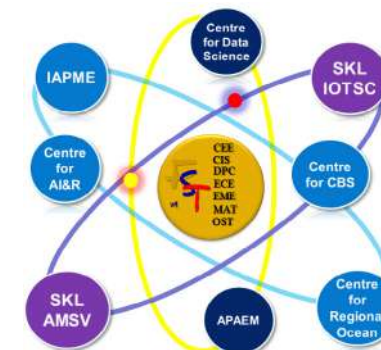 Centre
for Data
Science
IAPME
SKL
IOTSC
Centre
for
AI&R
FST
CEE
CIS
DPC
ECE
EME
MAT
OST
Centre
for CBS
SKL
AMSV
APAEM
Centre
for
Regional
Ocean